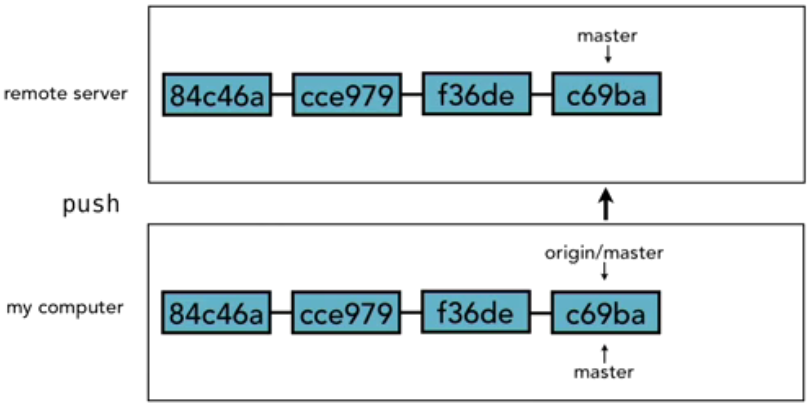 master
remote server
84c46a
cce979
f36de
c69ba
push
origin/master
my computer
84c46a
cce979
f36de
c69ba
master